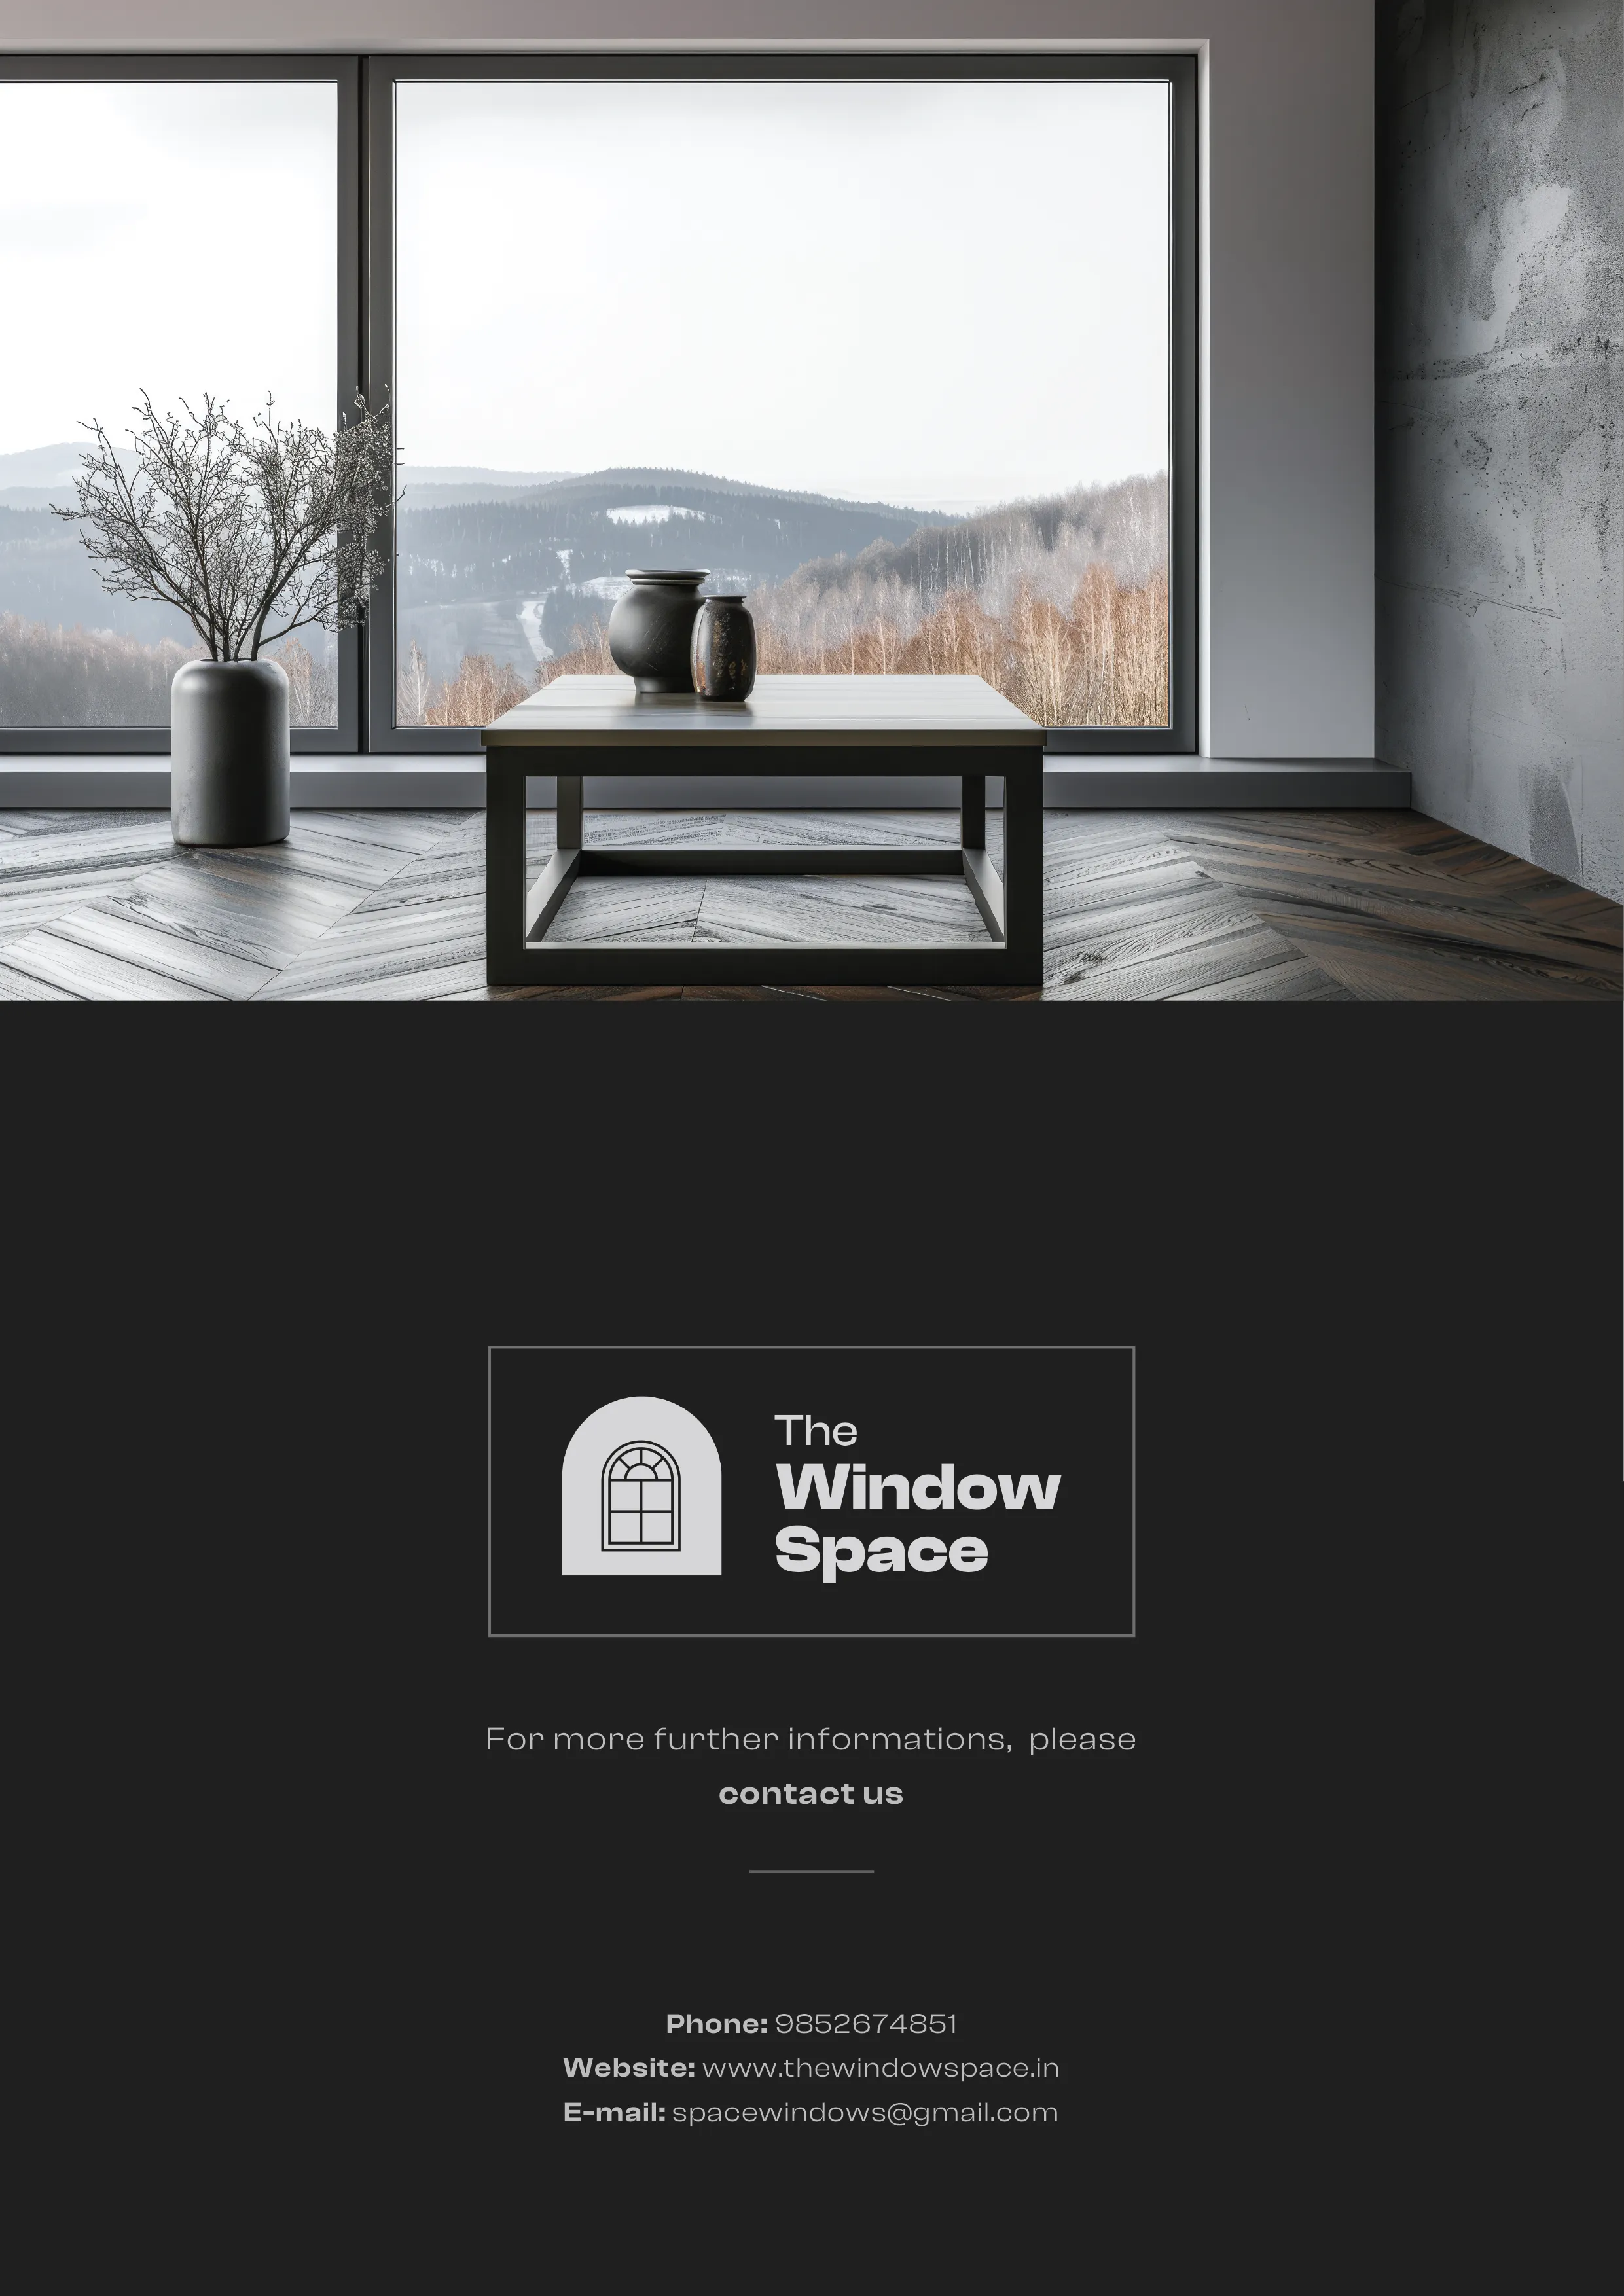 The
Window
Space
For more further informations, please
contact us
Phone: 9852674851
Website: www.thewindowspace.in
E-mail: spacewindows@gmail.com